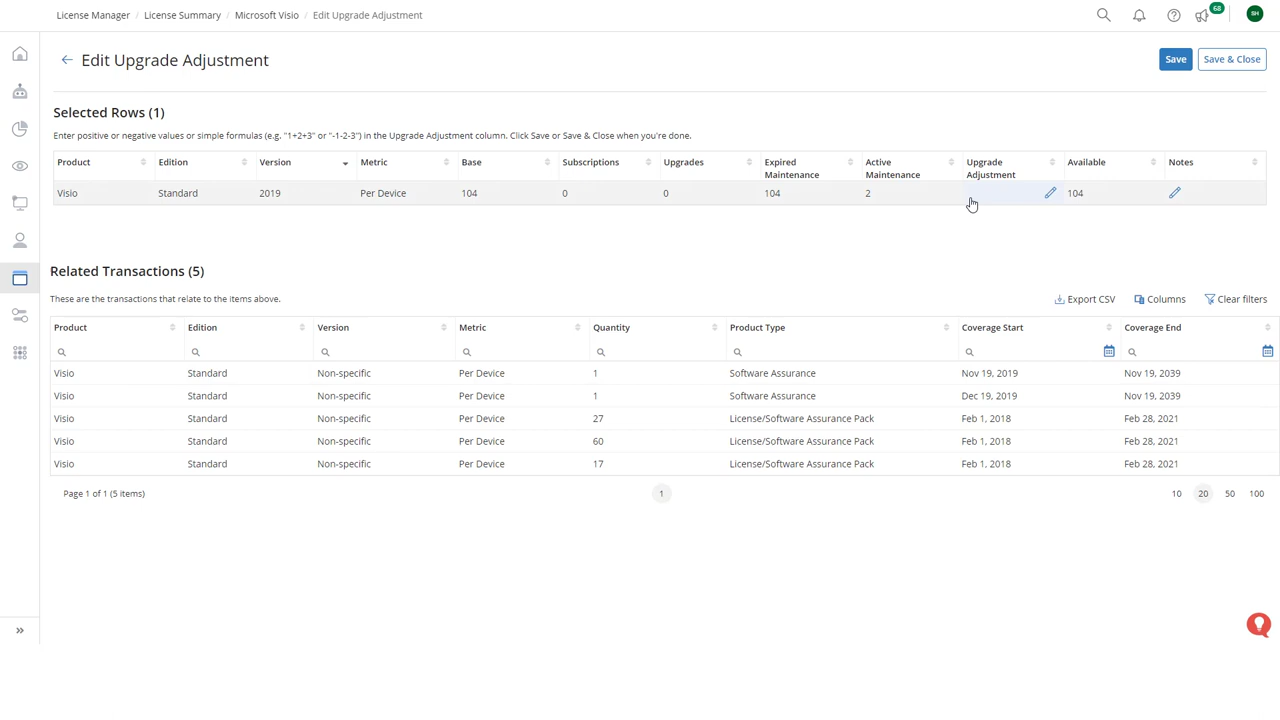 License Manager / License Summary / Microsoft Visio / Edit Upgrade Adjustment
68
SH
Edit Upgrade Adjustment
Save
Save & Close
Selected Rows (1)
Enter positive or negative values or simple formulas (e.g. "1+2+3" or "-1-2-3") in the Upgrade Adjustment column. Click Save or Save & Close when you're done.
Product Edition Version Metric Base Subscriptions Upgrades Expired Maintenance Active Maintenance Upgrade Adjustment Available Notes
Visio Standard 2019 Per Device 104 0 0 104 2 104
Related Transactions (5)
These are the transactions that relate to the items above.
Export CSV Columns Clear filters
Product Edition Version Metric Quantity Product Type Coverage Start Coverage End
Visio Standard Non-specific Per Device 1 Software Assurance Nov 19, 2019 Nov 19, 2039
Visio Standard Non-specific Per Device 1 Software Assurance Dec 19, 2019 Nov 19, 2039
Visio Standard Non-specific Per Device 27 License/Software Assurance Pack Feb 1, 2018 Feb 28, 2021
Visio Standard Non-specific Per Device 60 License/Software Assurance Pack Feb 1, 2018 Feb 28, 2021
Visio Standard Non-specific Per Device 17 License/Software Assurance Pack Feb 1, 2018 Feb 28, 2021
Page 1 of 1 (5 items) 1 10 20 50 100